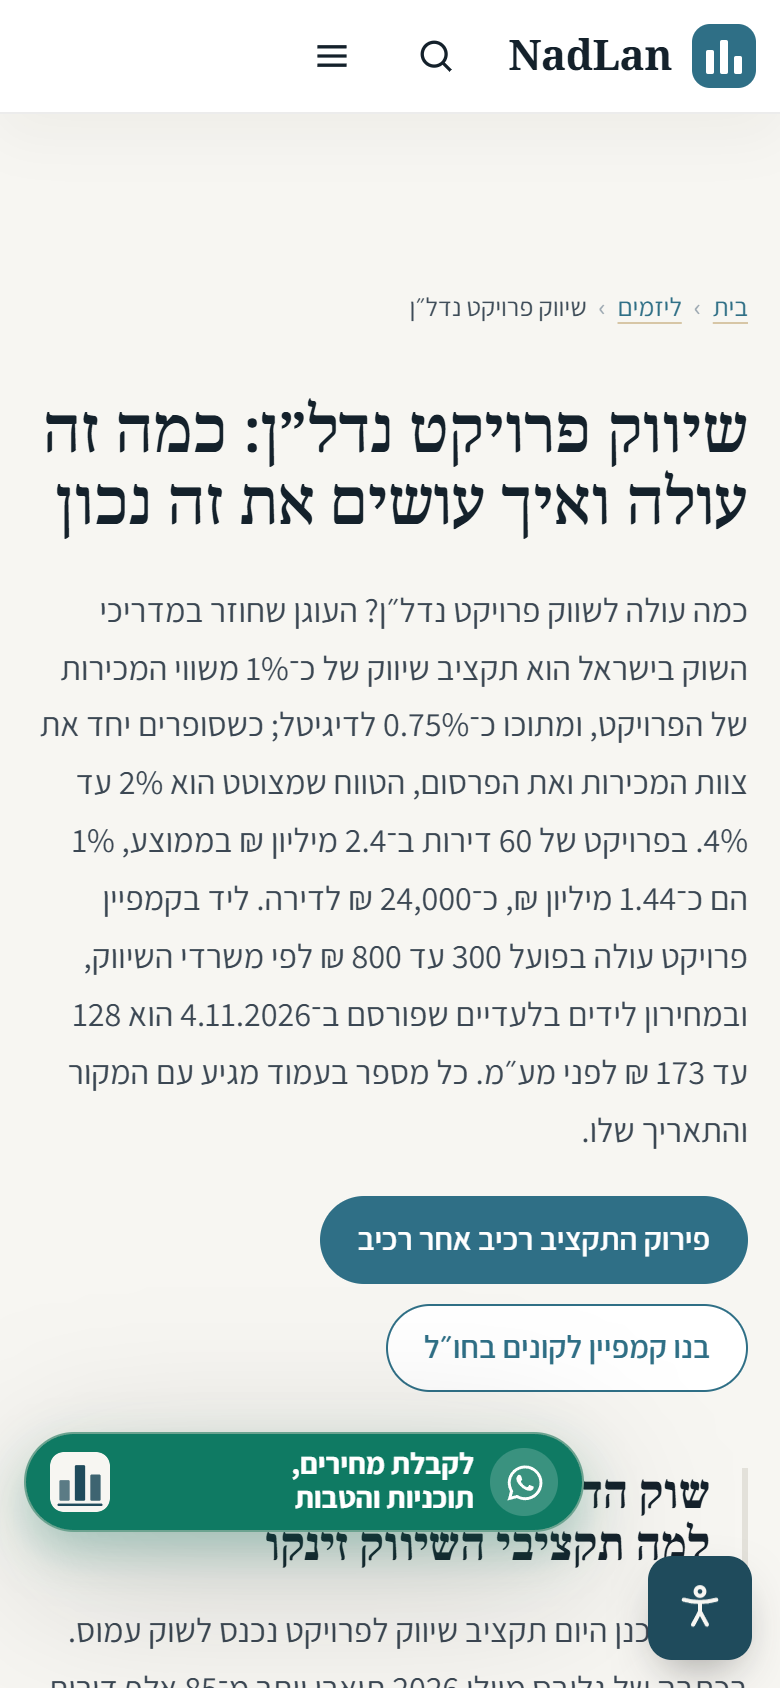 NadLan
בית › ליזמים › שיווק פרויקט נדל״ן
שיווק פרויקט נדל״ן: כמה זה
עולה ואיך עושים את זה נכון
כמה עולה לשווק פרויקט נדל״ן? העוגן שחוזר במדריכי
השוק בישראל הוא תקציב שיווק של כ־1% משווי המכירות
של הפרויקט, ומתוכו כ־0.75% לדיגיטל; כשסופרים יחד את
צוות המכירות ואת הפרסום, הטווח שמצוטט הוא 2% עד
4%. בפרויקט של 60 דירות ב־2.4 מיליון ₪ בממוצע, 1%
הם כ־1.44 מיליון ₪, כ־24,000 ₪ לדירה. ליד בקמפיין
פרויקט עולה בפועל 300 עד 800 ₪ לפי משרדי השיווק,
ובמחירון לידים בלעדיים שפורסם ב־4.11.2026 הוא 128
עד 173 ₪ לפני מע״מ. כל מספר בעמוד מגיע עם המקור
והתאריך שלו.
פירוק התקציב רכיב אחר רכיב
בנו קמפיין לקונים בחו״ל
לקבלת מחירים,
תוכניות והטבות
שוק
למה תקציבי השיווק זינקו
היום תקציב שיווק לפרויקט נכנס לשוק עמוס.